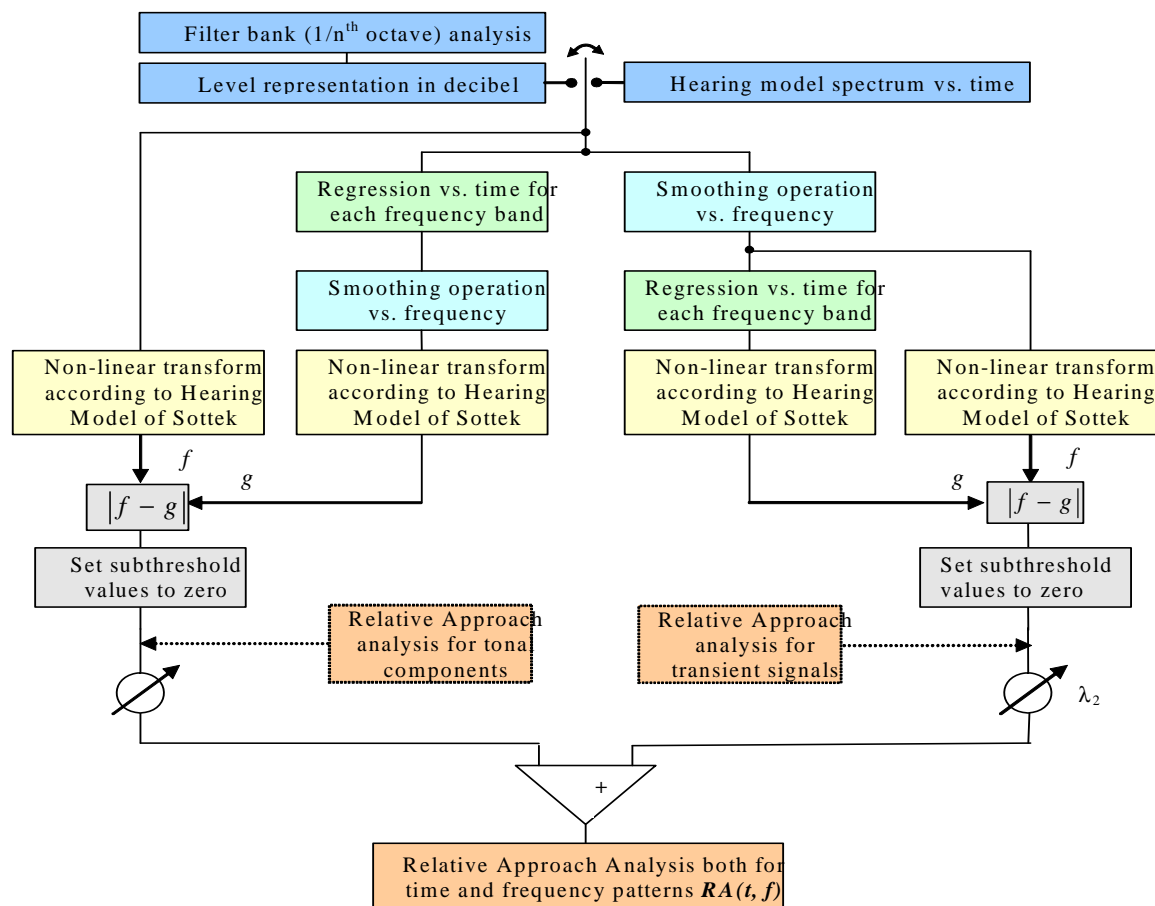 Filter bank (1/nth octave) analysis
Level representation in decibel
Hearing model spectrum vs. time
Regression vs. time for
each frequency band
Smoothing operation
vs. frequency
Smoothing operation
vs. frequency
Regression vs. time for
each frequency band
Non-linear transform
according to Hearing
Model of Sottek
Non-linear transform
according to Hearing
Model of Sottek
Non-linear transform
according to Hearing
Model of Sottek
Non-linear transform
according to Hearing
Model of Sottek
f
g
g
f
|f − g|
|f − g|
Set subthreshold
values to zero
Set subthreshold
values to zero
Relative Approach
analysis for tonal
components
Relative Approach
analysis for
transient signals
λ2
+
Relative Approach Analysis both for
time and frequency patterns RA(t, f)